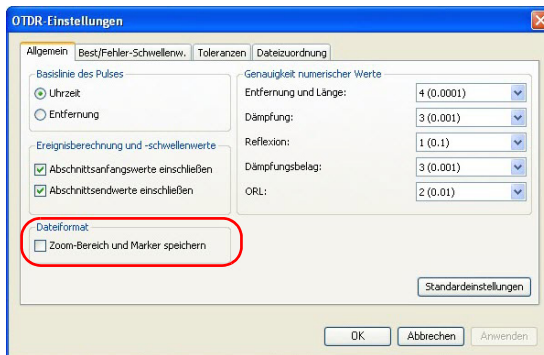 OTDR-Einstellungen
Allgemein
Best/Fehler-Schwellenw.
Toleranzen
Dateizuordnung
Basislinie des Pulses
Uhrzeit
Entfernung
Ereignisberechnung und -schwellenwerte
Abschnittsanfangswerte einschließen
Abschnittsendwerte einschließen
Dateiformat
Zoom-Bereich und Marker speichern
Genauigkeit numerischer Werte
Entfernung und Länge: 4 (0.0001)
Dämpfung: 3 (0.001)
Reflexion: 1 (0.1)
Dämpfungsbelag: 3 (0.001)
ORL: 2 (0.01)
Standardeinstellungen
OK
Abbrechen
Anwenden